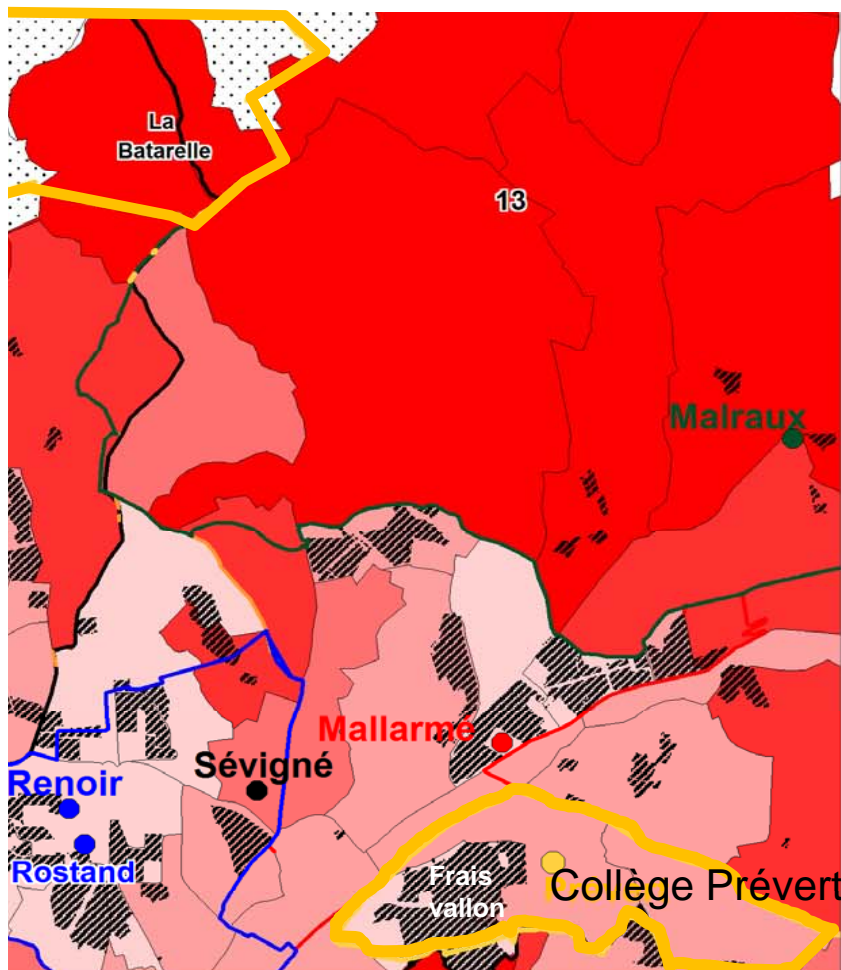 La
Batarelle
13
Malraux
Mallarmé
Sévigné
Renoir
Rostand
Frais
vallon
Collège Prévert